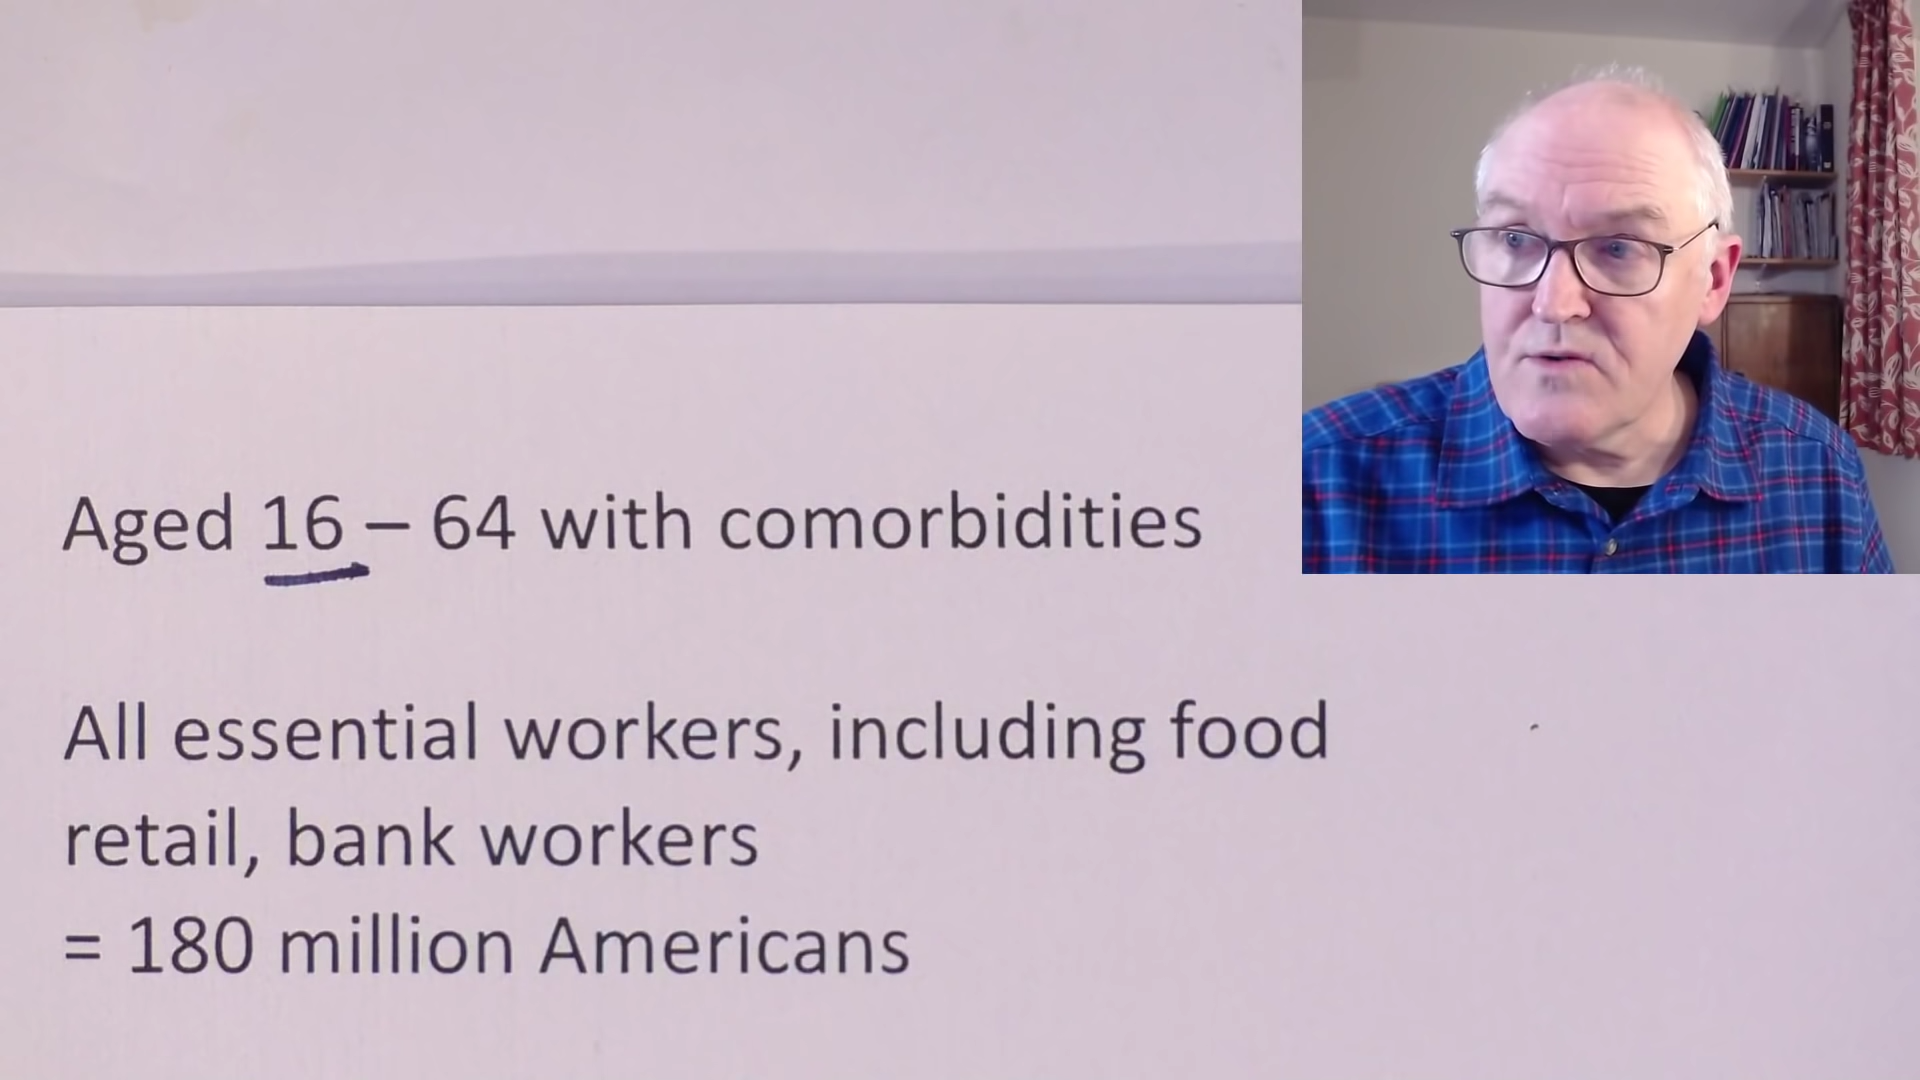 Aged 16 – 64 with comorbidities
All essential workers, including food
retail, bank workers
= 180 million Americans